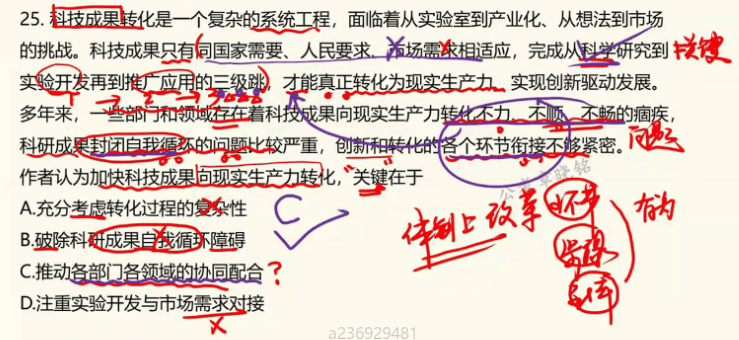 25. 科技成果转化是一个复杂的系统工程，面临着从实验室到产业化、从想法到市场
的挑战。科技成果只有同国家需要、人民要求、市场需求相适应，完成从科学研究到
关键
实验开发再到推广应用的三级跳，才能真正转化为现实生产力、实现创新驱动发展。
1 2 3
多年来，一些部门和领域存在着科技成果向现实生产力转化不力、不顺、不畅的痼疾，
科研成果封闭自我循环的问题比较严重，创新和转化的各个环节衔接不够紧密。
问题
作者认为加快科技成果向现实生产力转化，“关键”在于
A.充分考虑转化过程的复杂性
B.破除科研成果自我循环障碍
C.推动各部门各领域的协同配合
?
D.注重实验开发与市场需求对接
C
体制上 改革
环节
a236929481